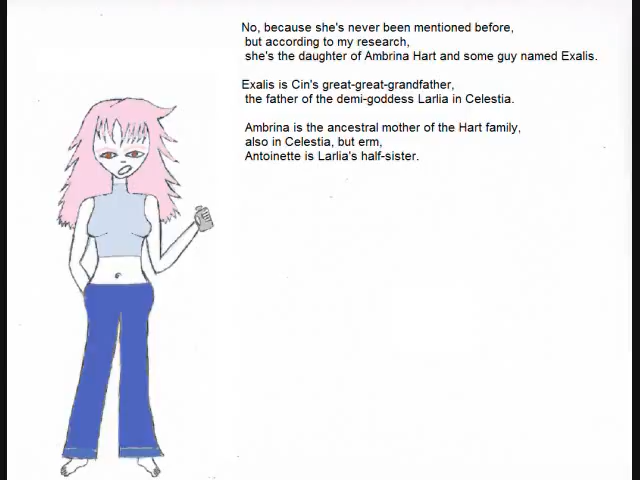 No, because she's never been mentioned before,
but according to my research,
she's the daughter of Ambrina Hart and some guy named Exalis.
Exalis is Cin's great-great-grandfather,
the father of the demi-goddess Larlia in Celestia.
Ambrina is the ancestral mother of the Hart family,
also in Celestia, but erm,
Antoinette is Larlia's half-sister.